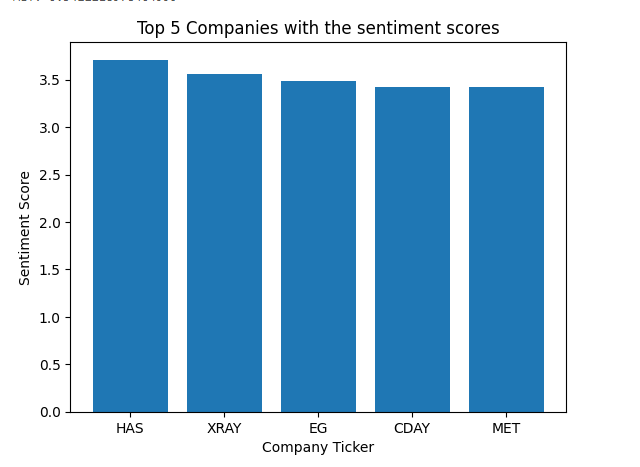 Top 5 Companies with the sentiment scores
3.5
3.0
2.5
2.0
1.5
1.0
0.5
0.0
Sentiment Score
HAS XRAY EG CDAY MET
Company Ticker